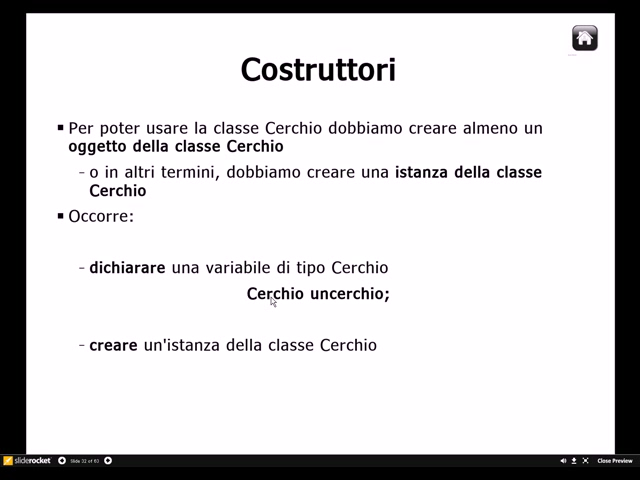 Costruttori
▪ Per poter usare la classe Cerchio dobbiamo creare almeno un
oggetto della classe Cerchio
- o in altri termini, dobbiamo creare una istanza della classe
Cerchio
▪ Occorre:
- dichiarare una variabile di tipo Cerchio
Cerchio uncerchio;
- creare un'istanza della classe Cerchio
sliderocket Slide 32 of 63 Close Preview